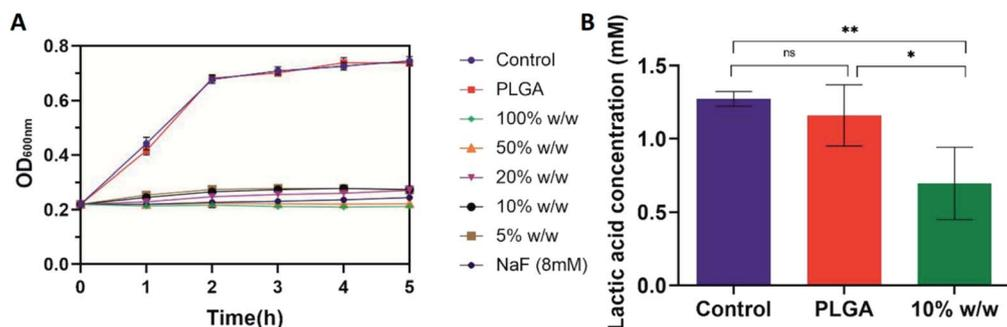 A
OD600nm
0.8
0.6
0.4
0.2
0.0
0 1 2 3 4 5
Time(h)
Control
PLGA
100% w/w
50% w/w
20% w/w
10% w/w
5% w/w
NaF (8mM)
B
Lactic acid concentration (mM)
**
ns *
1.5
1.0
0.5
0.0
Control PLGA 10% w/w